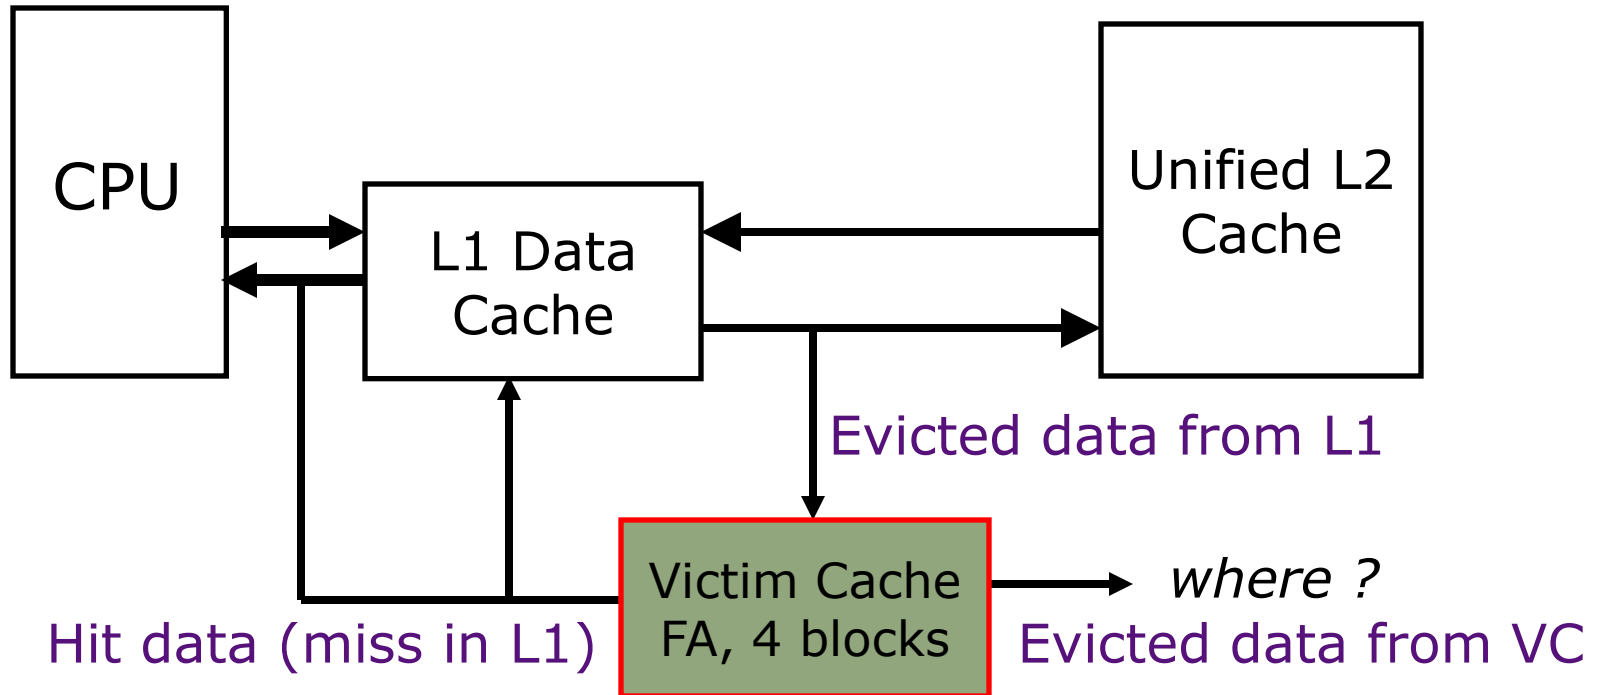 CPU
L1 Data
Cache
Unified L2
Cache
Evicted data from L1
Victim Cache
FA, 4 blocks
where ?
Hit data (miss in L1)
Evicted data from VC